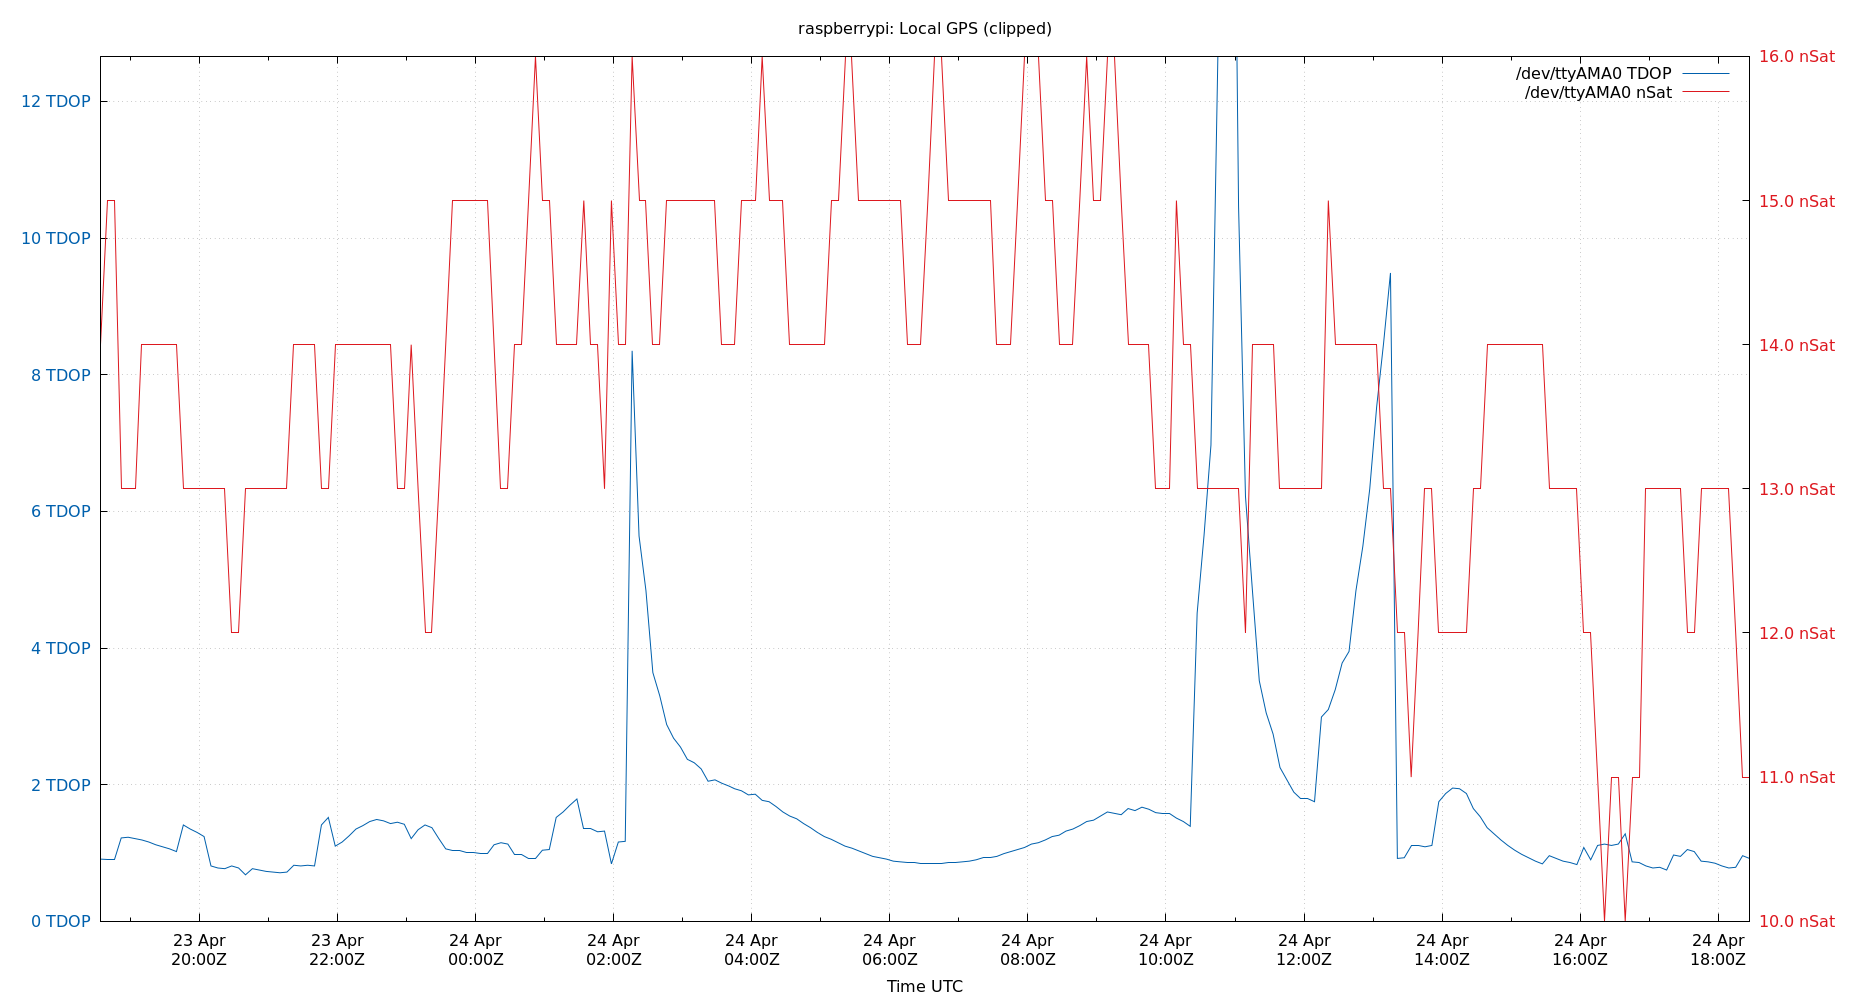 raspberrypi: Local GPS (clipped)
/dev/ttyAMA0 TDOP
/dev/ttyAMA0 nSat
12 TDOP
10 TDOP
8 TDOP
6 TDOP
4 TDOP
2 TDOP
0 TDOP
16.0 nSat
15.0 nSat
14.0 nSat
13.0 nSat
12.0 nSat
11.0 nSat
10.0 nSat
23 Apr
20:00Z
23 Apr
22:00Z
24 Apr
00:00Z
24 Apr
02:00Z
24 Apr
04:00Z
24 Apr
06:00Z
24 Apr
08:00Z
24 Apr
10:00Z
24 Apr
12:00Z
24 Apr
14:00Z
24 Apr
16:00Z
24 Apr
18:00Z
Time UTC